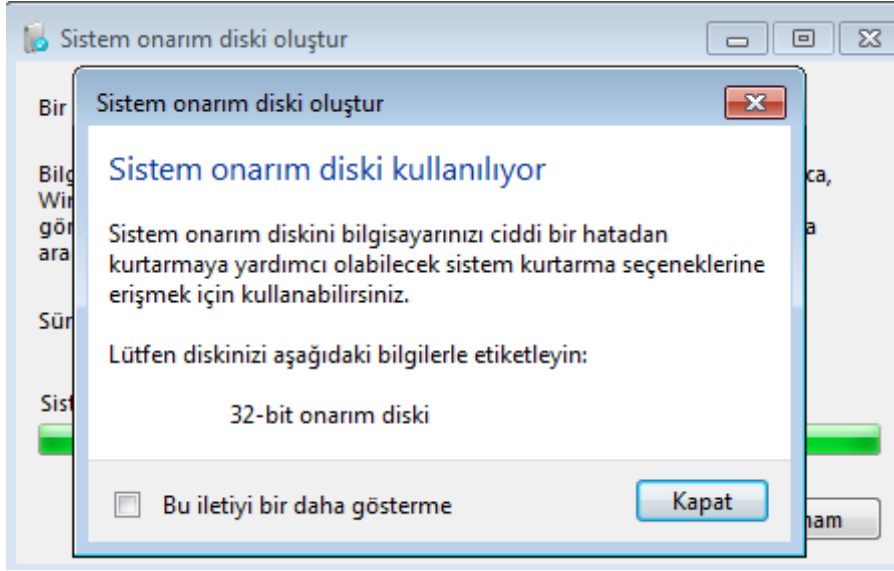 Sistem onarım diski oluştur
Sistem onarım diski oluştur
Bir
Sistem onarım diski kullanılıyor
Sistem onarım diskini bilgisayarınızı ciddi bir hatadan
kurtarmaya yardımcı olabilecek sistem kurtarma seçeneklerine
erişmek için kullanabilirsiniz.
Lütfen diskinizi aşağıdaki bilgilerle etiketleyin:
32-bit onarım diski
Bu iletiyi bir daha gösterme
Kapat